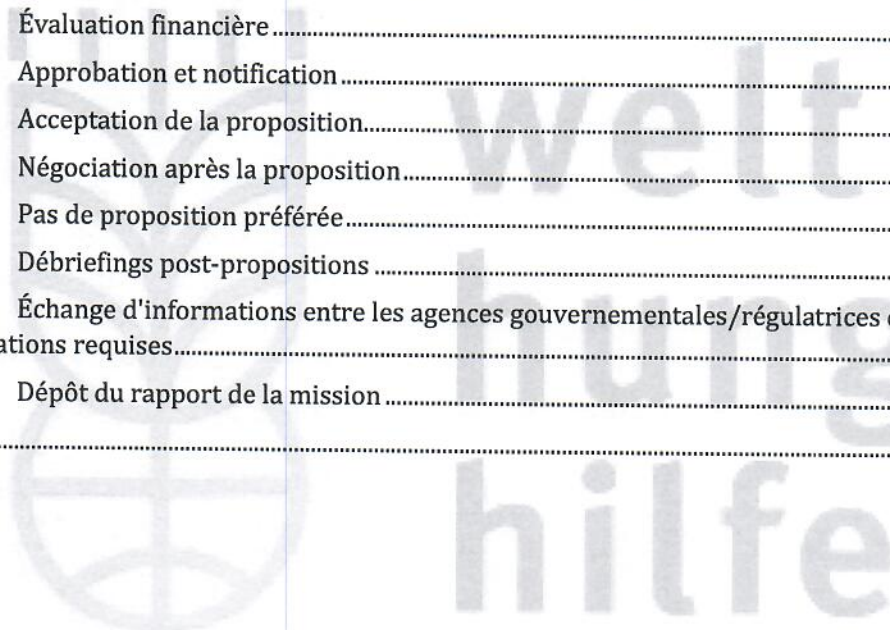 Évaluation financière
Approbation et notification
Acceptation de la proposition
Négociation après la proposition
Pas de proposition préférée
Débriefings post-propositions
Échange d'informations entre les agences gouvernementales/régulatrices
ations requises
Dépôt du rapport de la mission
welt
hung
hilfe